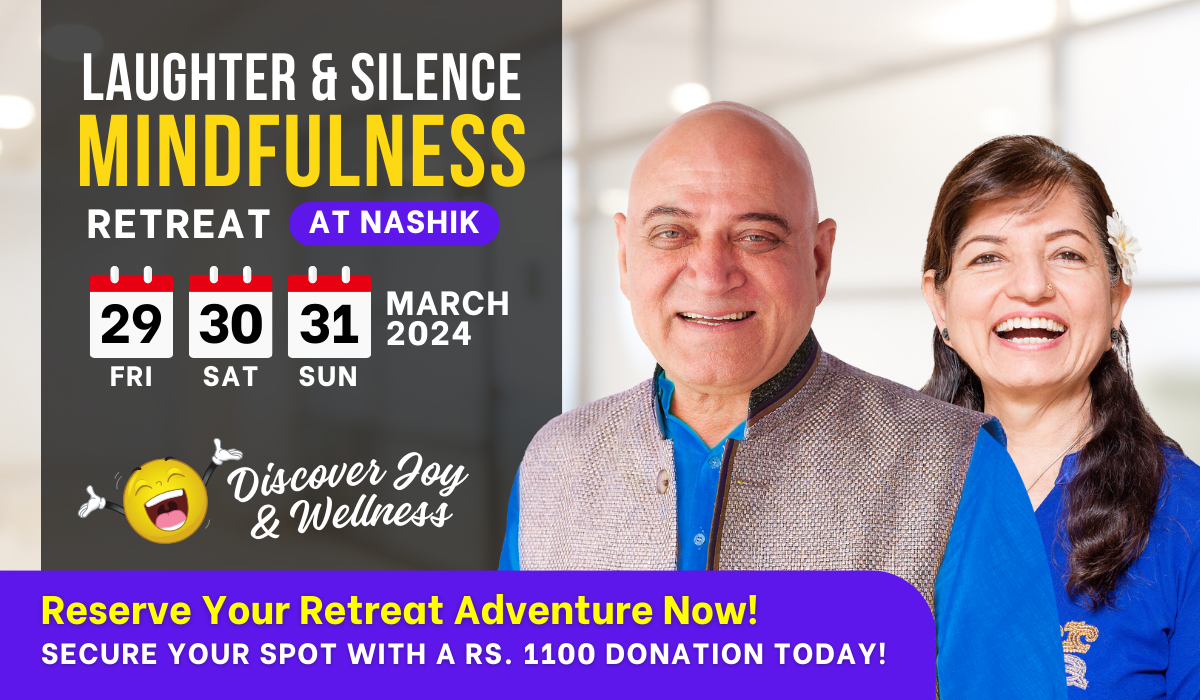 LAUGHTER & SILENCE
MINDFULNESS
RETREAT AT NASHIK
29 30 31 MARCH
2024
FRI SAT SUN
Discover Joy
& Wellness
Reserve Your Retreat Adventure Now!
SECURE YOUR SPOT WITH A RS. 1100 DONATION TODAY!